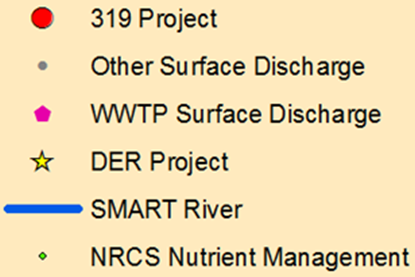 319 Project
Other Surface Discharge
WWTP Surface Discharge
DER Project
SMART River
NRCS Nutrient Management